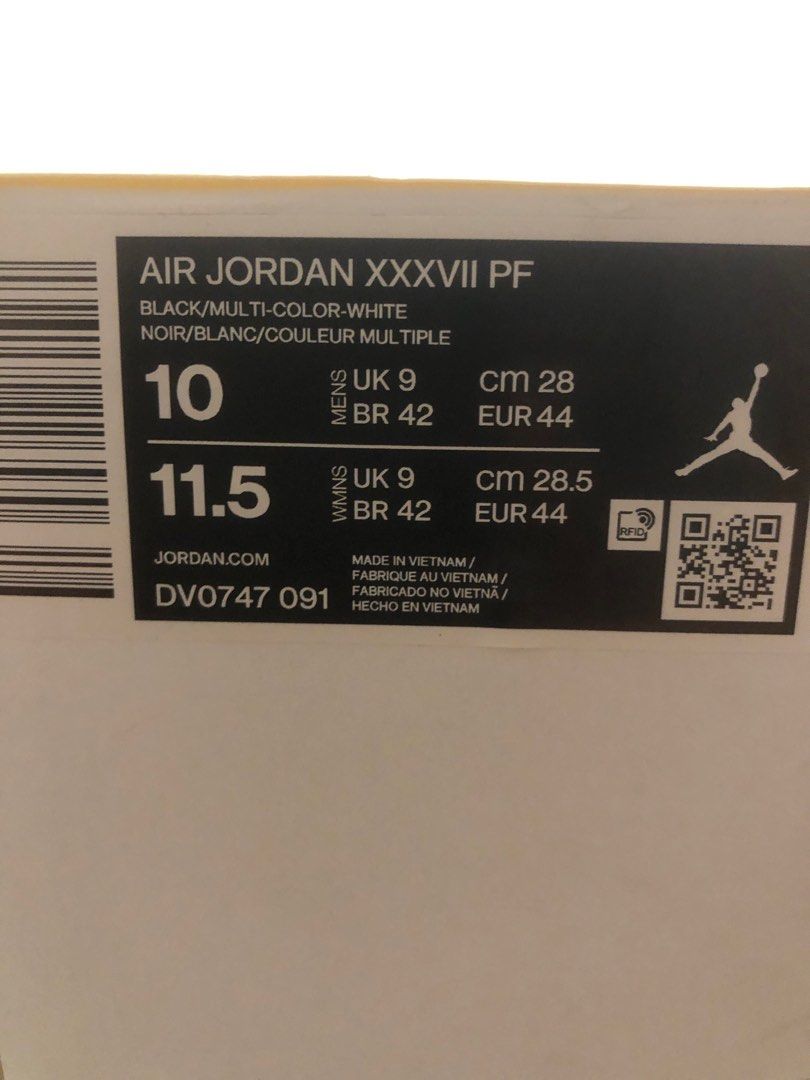 AIR JORDAN XXXVII PF
BLACK/MULTI-COLOR-WHITE
NOIR/BLANC/COULEUR MULTIPLE
10 MENS UK 9 cm 28
BR 42 EUR 44
11.5 WMNS UK 9 cm 28.5
BR 42 EUR 44
RFID
JORDAN.COM
DV0747 091
MADE IN VIETNAM /
FABRIQUE AU VIETNAM /
FABRICADO NO VIETNÃ /
HECHO EN VIETNAM